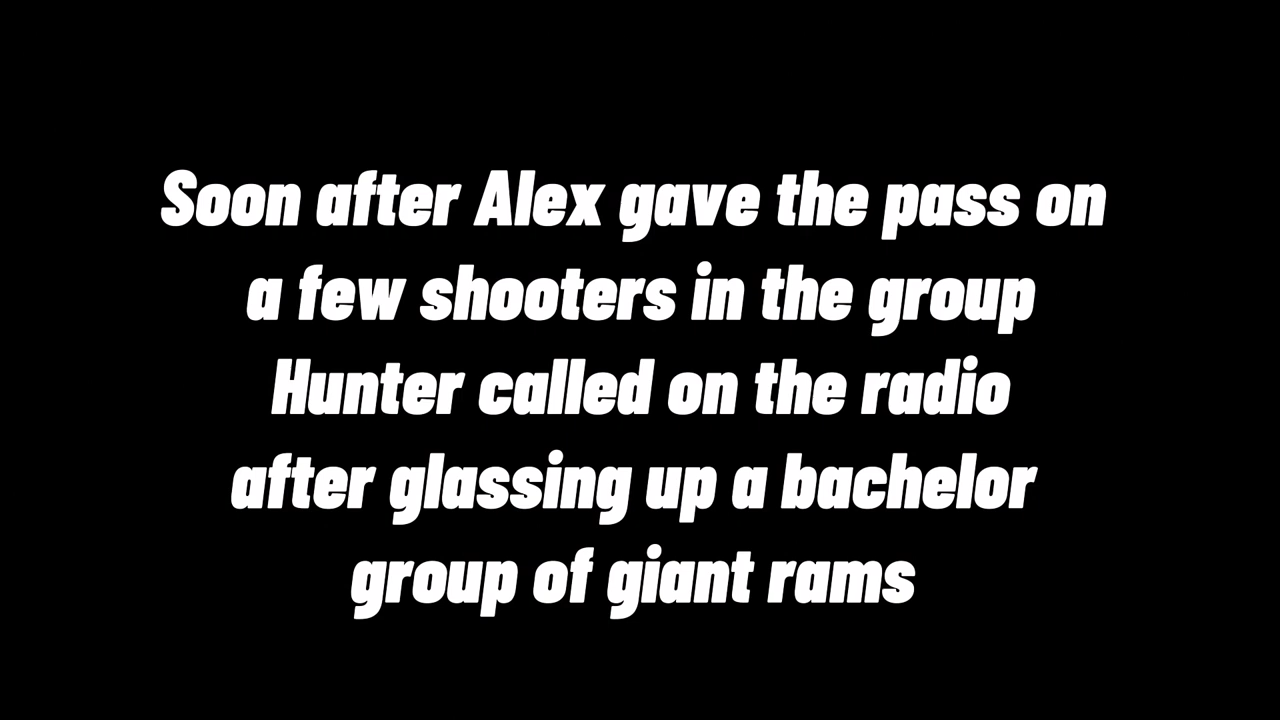 Soon after Alex gave the pass on
a few shooters in the group
Hunter called on the radio
after glassing up a bachelor
group of giant rams